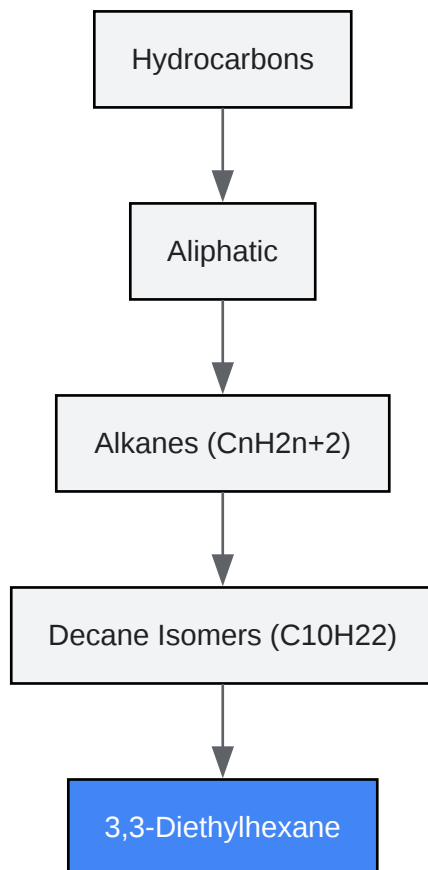 Hydrocarbons
Aliphatic
Alkanes (CnH2n+2)
Decane Isomers (C10H22)
3,3-Diethylhexane